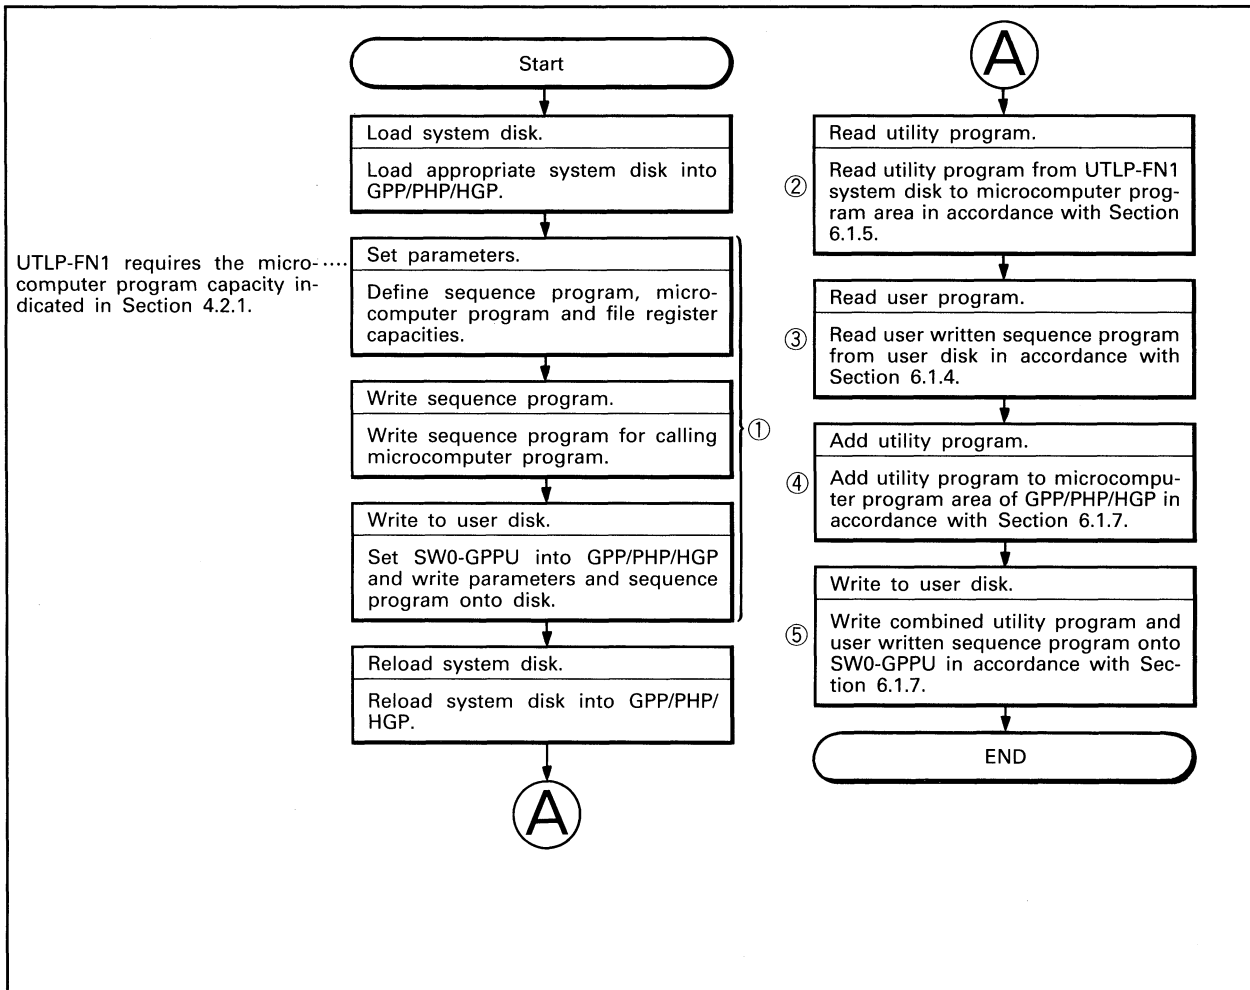 Start
Load system disk.
Load appropriate system disk into
GPP/PHP/HGP.
UTLP-FN1 requires the micro-····
computer program capacity in-
dicated in Section 4.2.1.
Set parameters.
Define sequence program, micro-
computer program and file register
capacities.
Write sequence program.
Write sequence program for calling
microcomputer program.
①
Write to user disk.
Set SW0-GPPU into GPP/PHP/HGP
and write parameters and sequence
program onto disk.
Reload system disk.
Reload system disk into GPP/PHP/
HGP.
A
A
Read utility program.
②
Read utility program from UTLP-FN1
system disk to microcomputer prog-
ram area in accordance with Section
6.1.5.
Read user program.
③
Read user written sequence program
from user disk in accordance with
Section 6.1.4.
Add utility program.
④
Add utility program to microcompu-
ter program area of GPP/PHP/HGP in
accordance with Section 6.1.7.
Write to user disk.
⑤
Write combined utility program and
user written sequence program onto
SW0-GPPU in accordance with Sec-
tion 6.1.7.
END